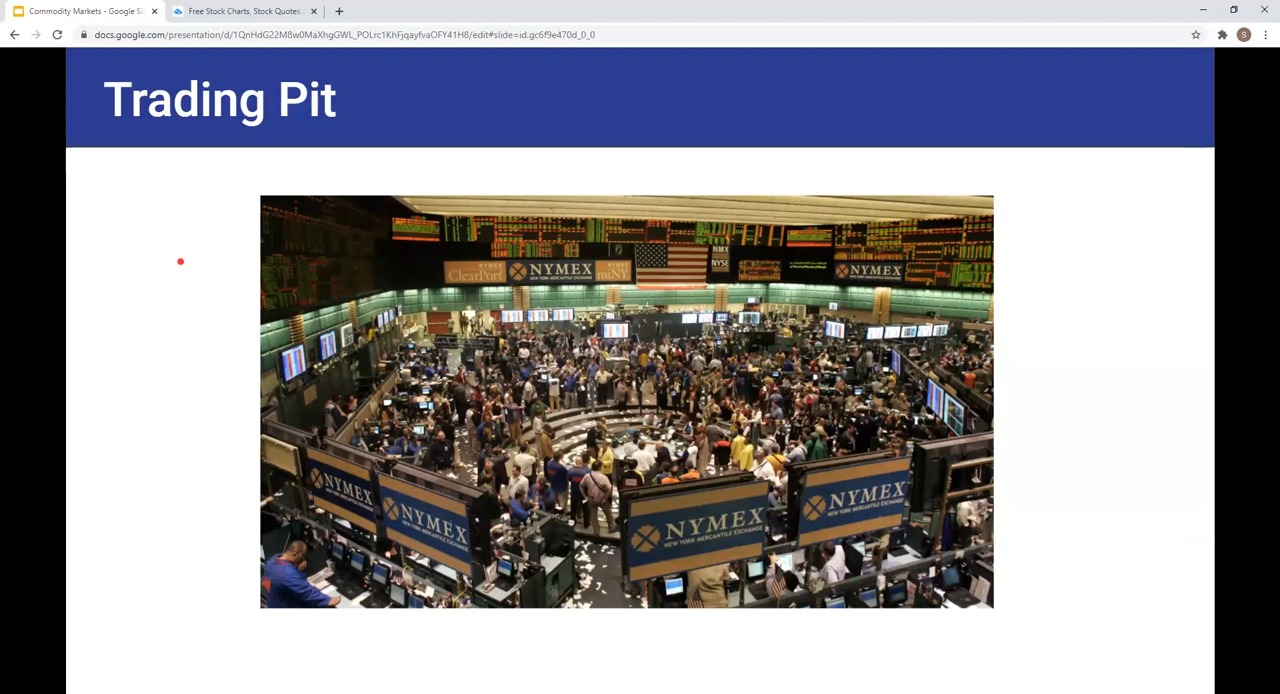 Commodity Markets - Google Sl
Free Stock Charts, Stock Quotes
docs.google.com/presentation/d/1QnHdG22M8w0MaXhgGWL_POLrc1KhFjqayfvaOFY41H8/edit#slide=id.gc6f9e470d_0_0
S
Trading Pit
NYMEX
ClearPort
NYMEX
NEW YORK MERCANTILE EXCHANGE
NYMEX
miNY
NMX
NYSE
NYMEX
NYMEX
NYMEX
NEW YORK MERCANTILE EXCHANGE
NYMEX
NEW YORK MERCANTILE EXCHANGE
NYMEX
NEW YORK MERCANTILE EXCHANGE